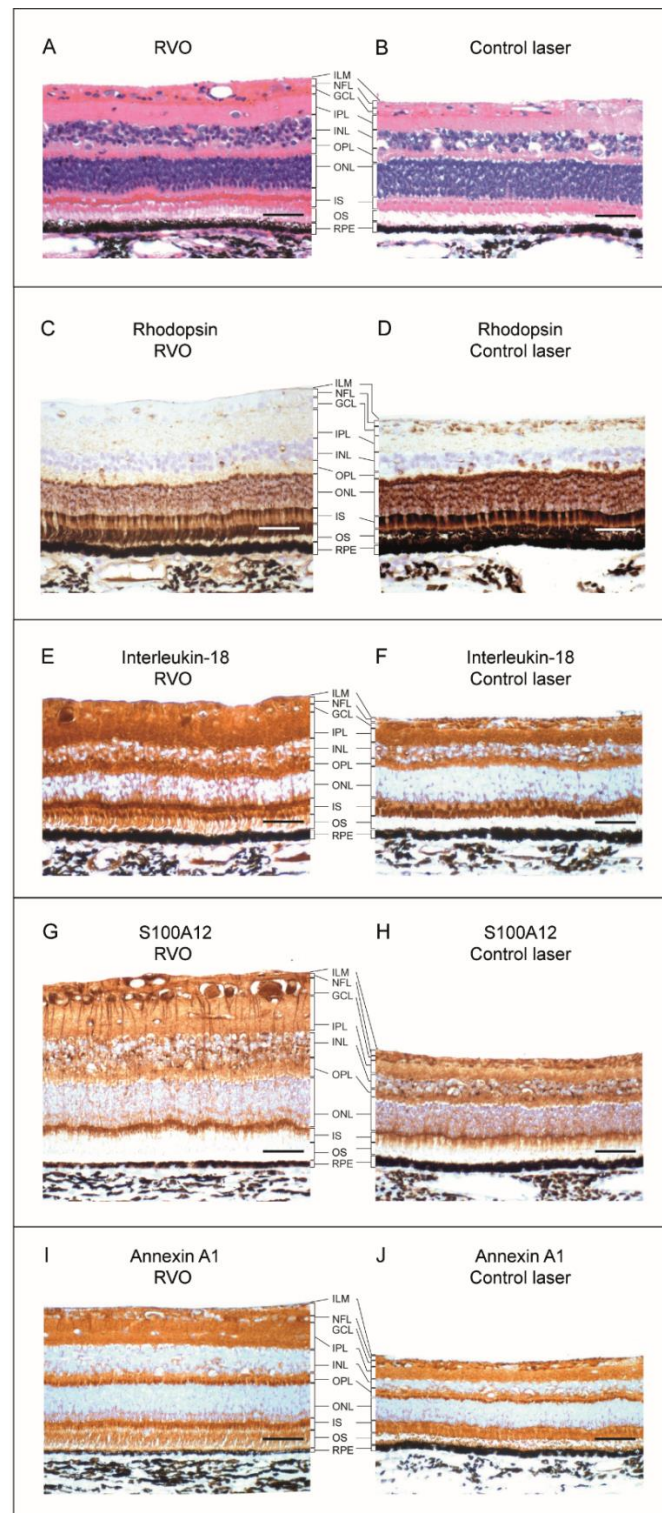 A
RVO
B
Control laser
ILM
NFL
GCL
IPL
INL
OPL
ONL
IS
OS
RPE
C
Rhodopsin
RVO
D
Rhodopsin
Control laser
ILM
NFL
GCL
IPL
INL
OPL
ONL
IS
OS
RPE
E
Interleukin-18
RVO
F
Interleukin-18
Control laser
ILM
NFL
GCL
IPL
INL
OPL
ONL
IS
OS
RPE
G
S100A12
RVO
H
S100A12
Control laser
ILM
NFL
GCL
IPL
INL
OPL
ONL
IS
OS
RPE
I
Annexin A1
RVO
J
Annexin A1
Control laser
ILM
NFL
GCL
IPL
INL
OPL
ONL
IS
OS
RPE